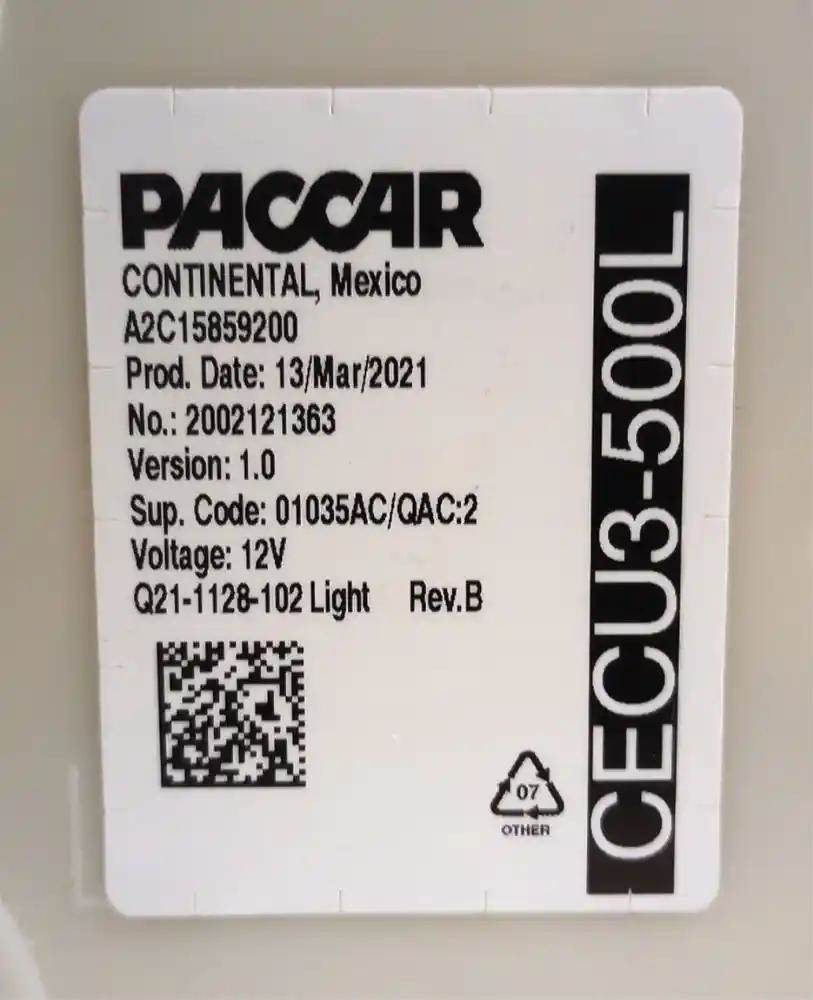 PACCAR
CONTINENTAL, Mexico
A2C15859200
Prod. Date: 13/Mar/2021
No.: 2002121363
Version: 1.0
Sup. Code: 01035AC/QAC:2
Voltage: 12V
Q21-1128-102 Light Rev.B
07
OTHER
CECU3-500L